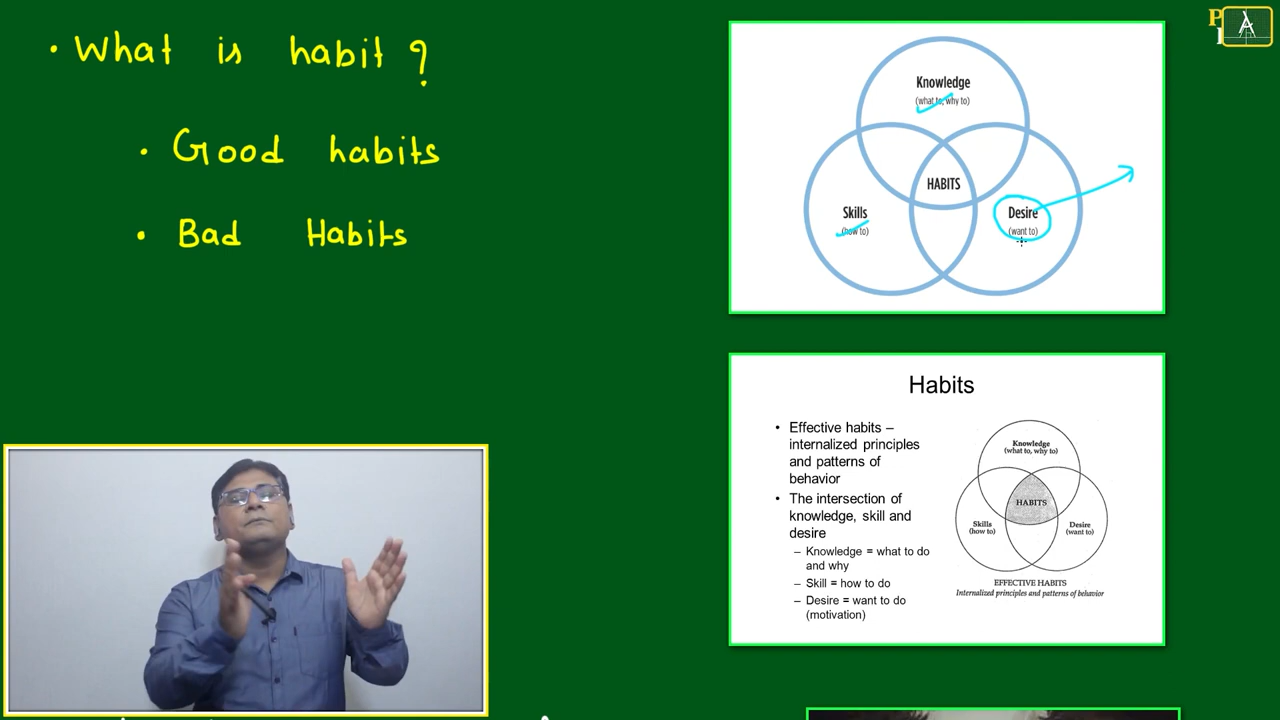 • What is habit ?
• Good habits
• Bad Habits
Knowledge
(what to, why to)
HABITS
Skills
(how to)
Desire
(want to)
Habits
• Effective habits –
internalized principles
and patterns of
behavior
• The intersection of
knowledge, skill and
desire
– Knowledge = what to do
and why
– Skill = how to do
– Desire = want to do
(motivation)
Knowledge
(what to, why to)
HABITS
Skills
(how to)
Desire
(want to)
EFFECTIVE HABITS
Internalized principles and patterns of behavior